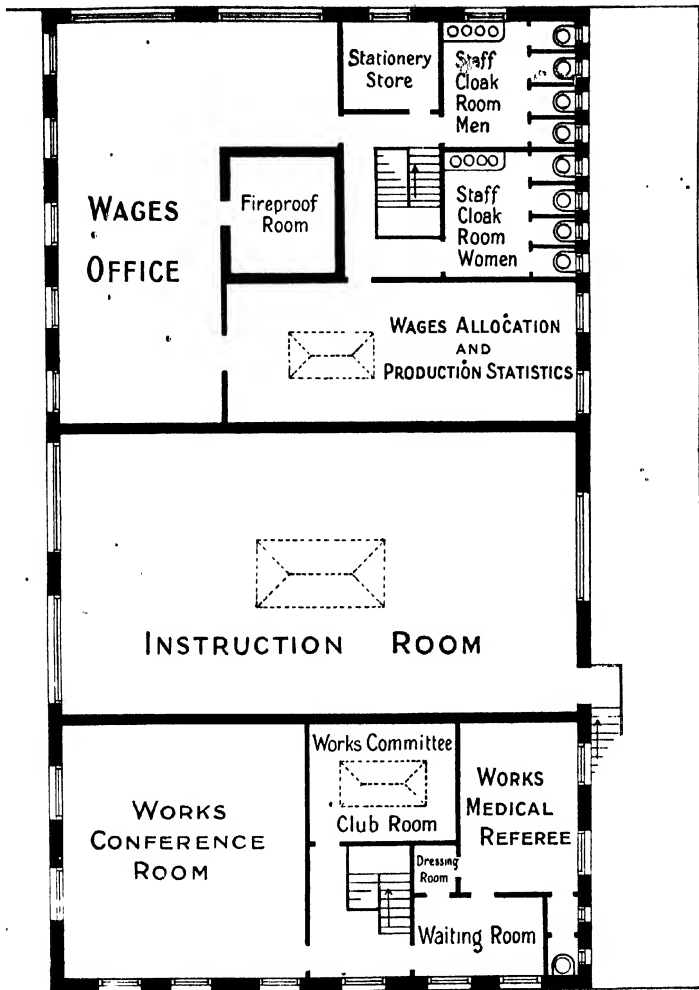 Stationery
Store
Staff
Cloak
Room
Men
WAGES
OFFICE
Fireproof
Room
Staff
Cloak
Room
Women
WAGES ALLOCATION
AND
PRODUCTION STATISTICS
INSTRUCTION ROOM
Works Committee
Club Room
WORKS
CONFERENCE
ROOM
WORKS
MEDICAL
REFEREE
Dressing
Room
Waiting Room